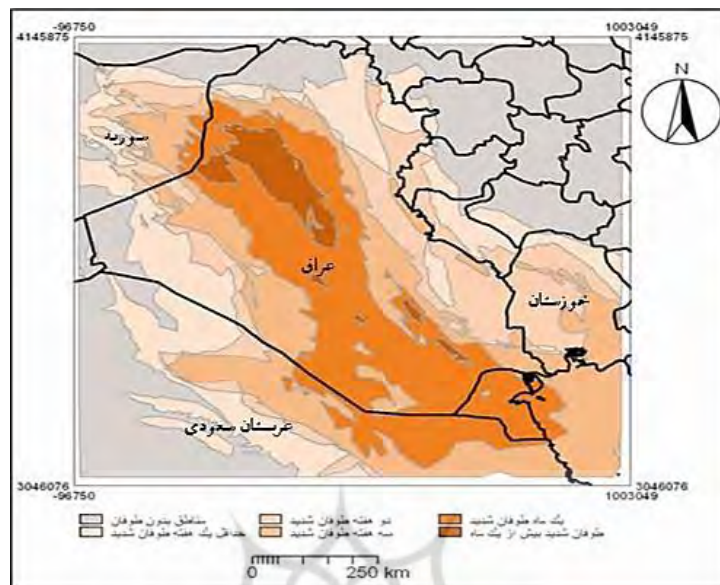 -96750 1003049
4145875 4145875
N
سوریه
عراق
خوزستان
عربستان سعودی
3046076 3046076
-96750 1003049
یک ماه طوفان شدید دو هفته طوفان شدید مناطق بدون طوفان
طوفان شدید بیش از یک ماه سه هفته طوفان شدید حداقل یک هفته طوفان شدید
0 250 km